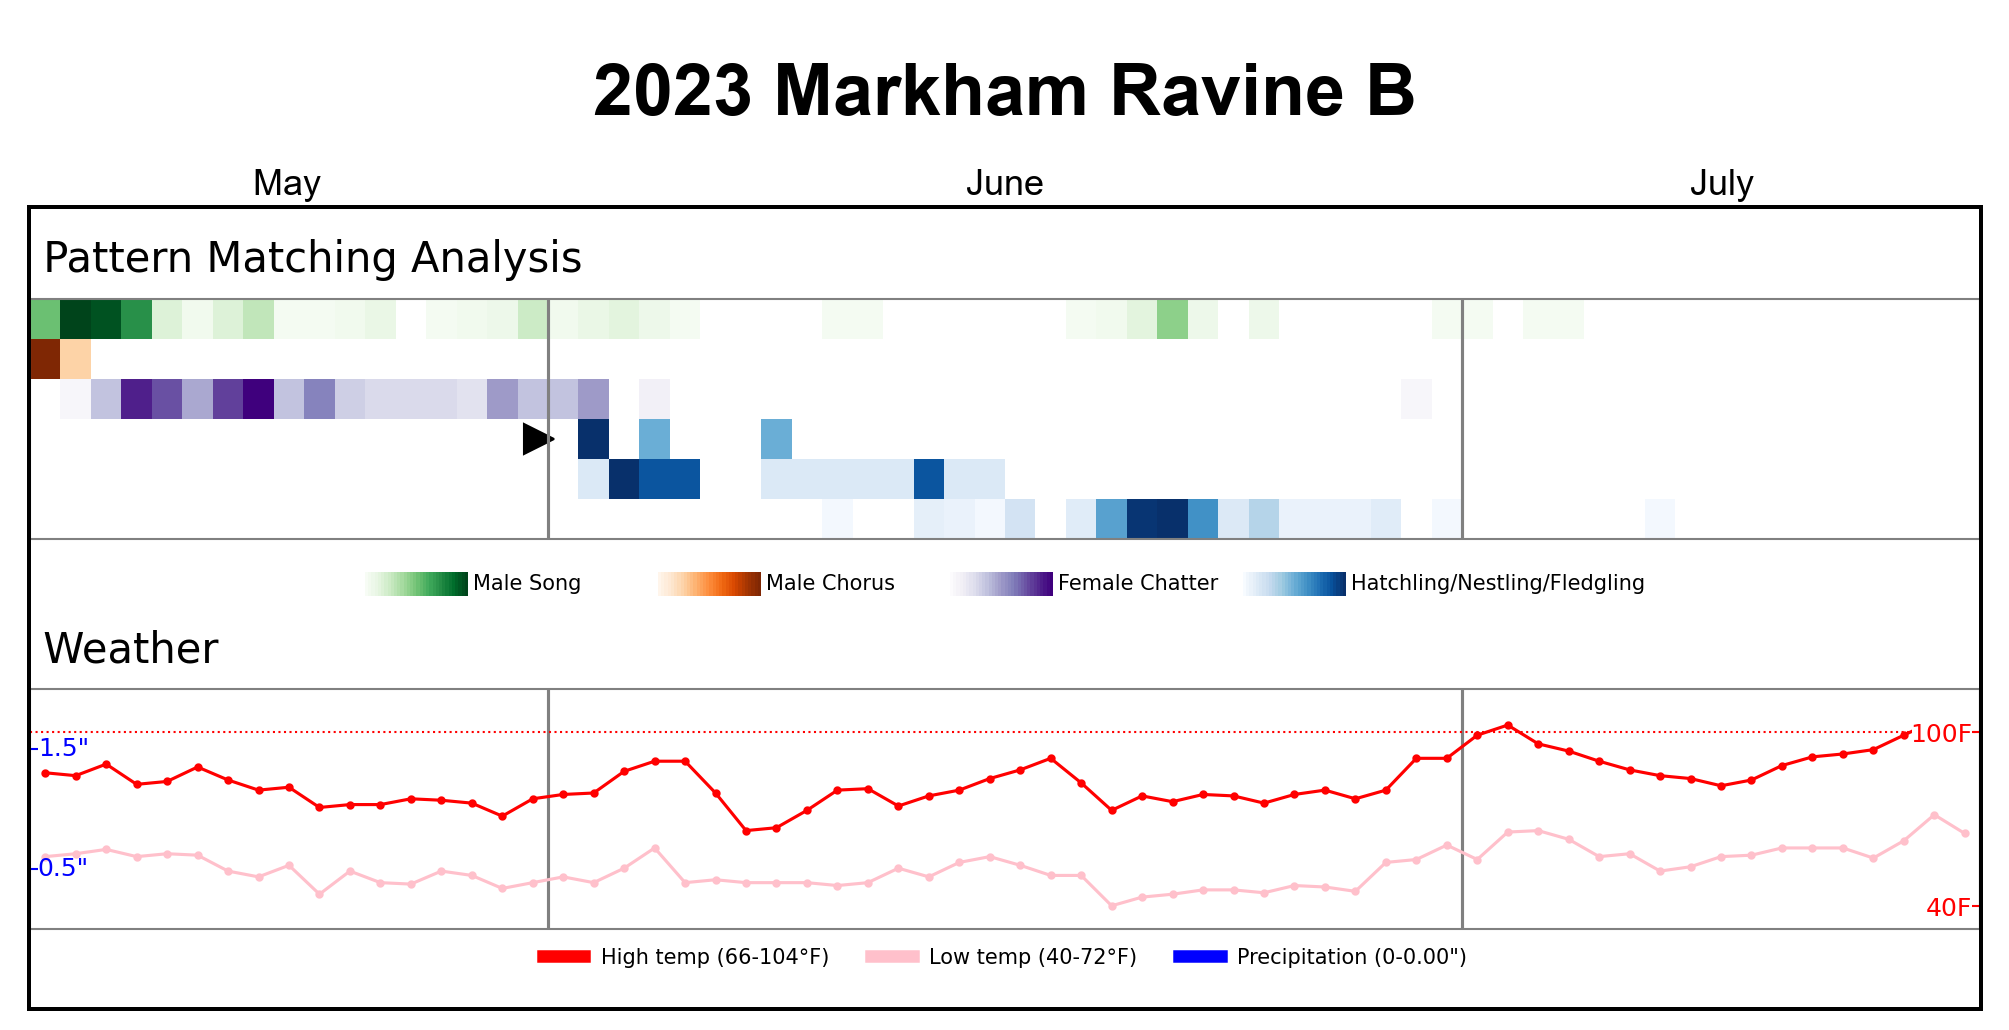 2023 Markham Ravine B
May June July
Pattern Matching Analysis
Male Song Male Chorus Female Chatter Hatchling/Nestling/Fledgling
Weather
1.5" 100F
0.5" 40F
High temp (66-104°F) Low temp (40-72°F) Precipitation (0-0.00")